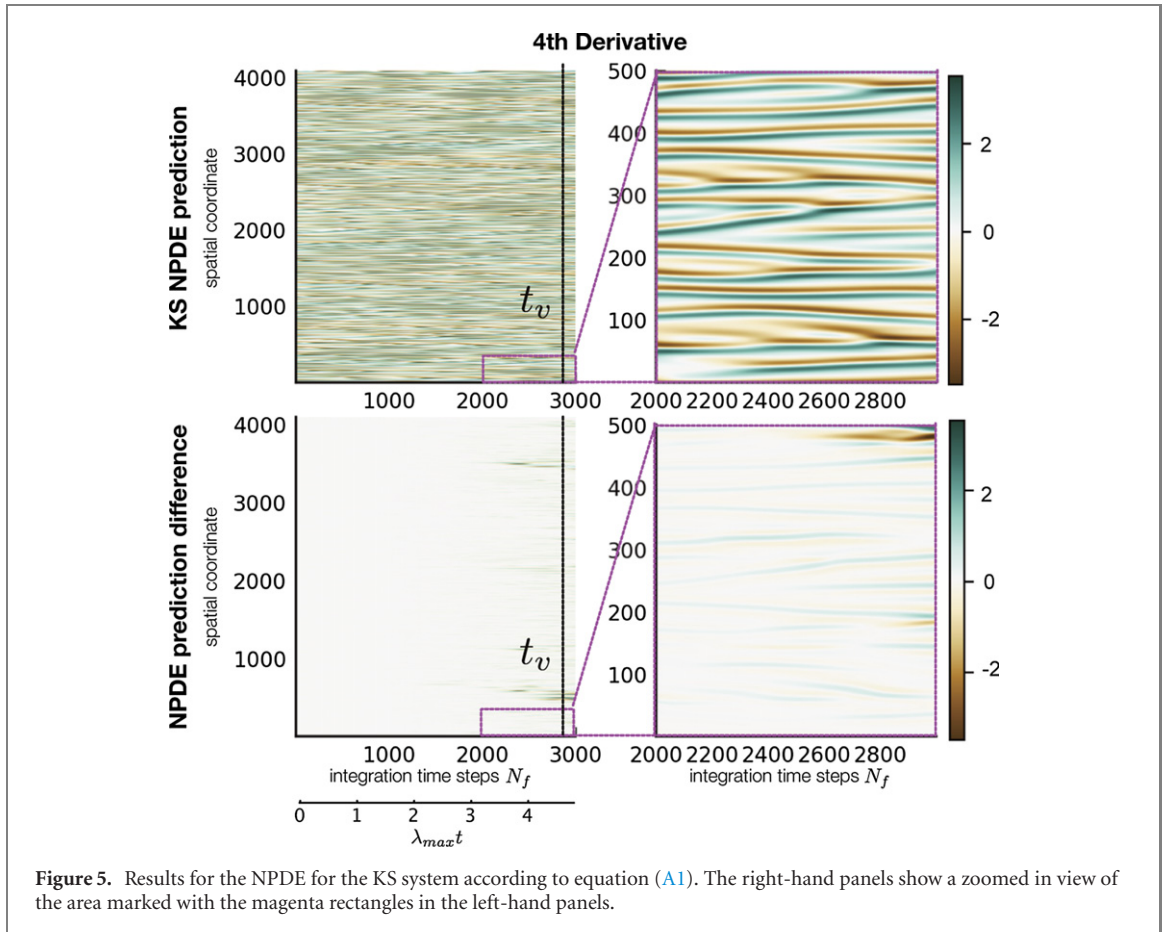 4th Derivative
KS NPDE prediction
spatial coordinate
4000
3000
2000
1000
t_v
1000 2000 3000
500
400
300
200
100
2000 2200 2400 2600 2800
2
0
-2
NPDE prediction difference
spatial coordinate
4000
3000
2000
1000
t_v
1000 2000 3000
integration time steps N_f
500
400
300
200
100
2000 2200 2400 2600 2800
integration time steps N_f
2
0
-2
0 1 2 3 4
λ_{max}t
Figure 5. Results for the NPDE for the KS system according to equation (A1). The right-hand panels show a zoomed in view of
the area marked with the magenta rectangles in the left-hand panels.